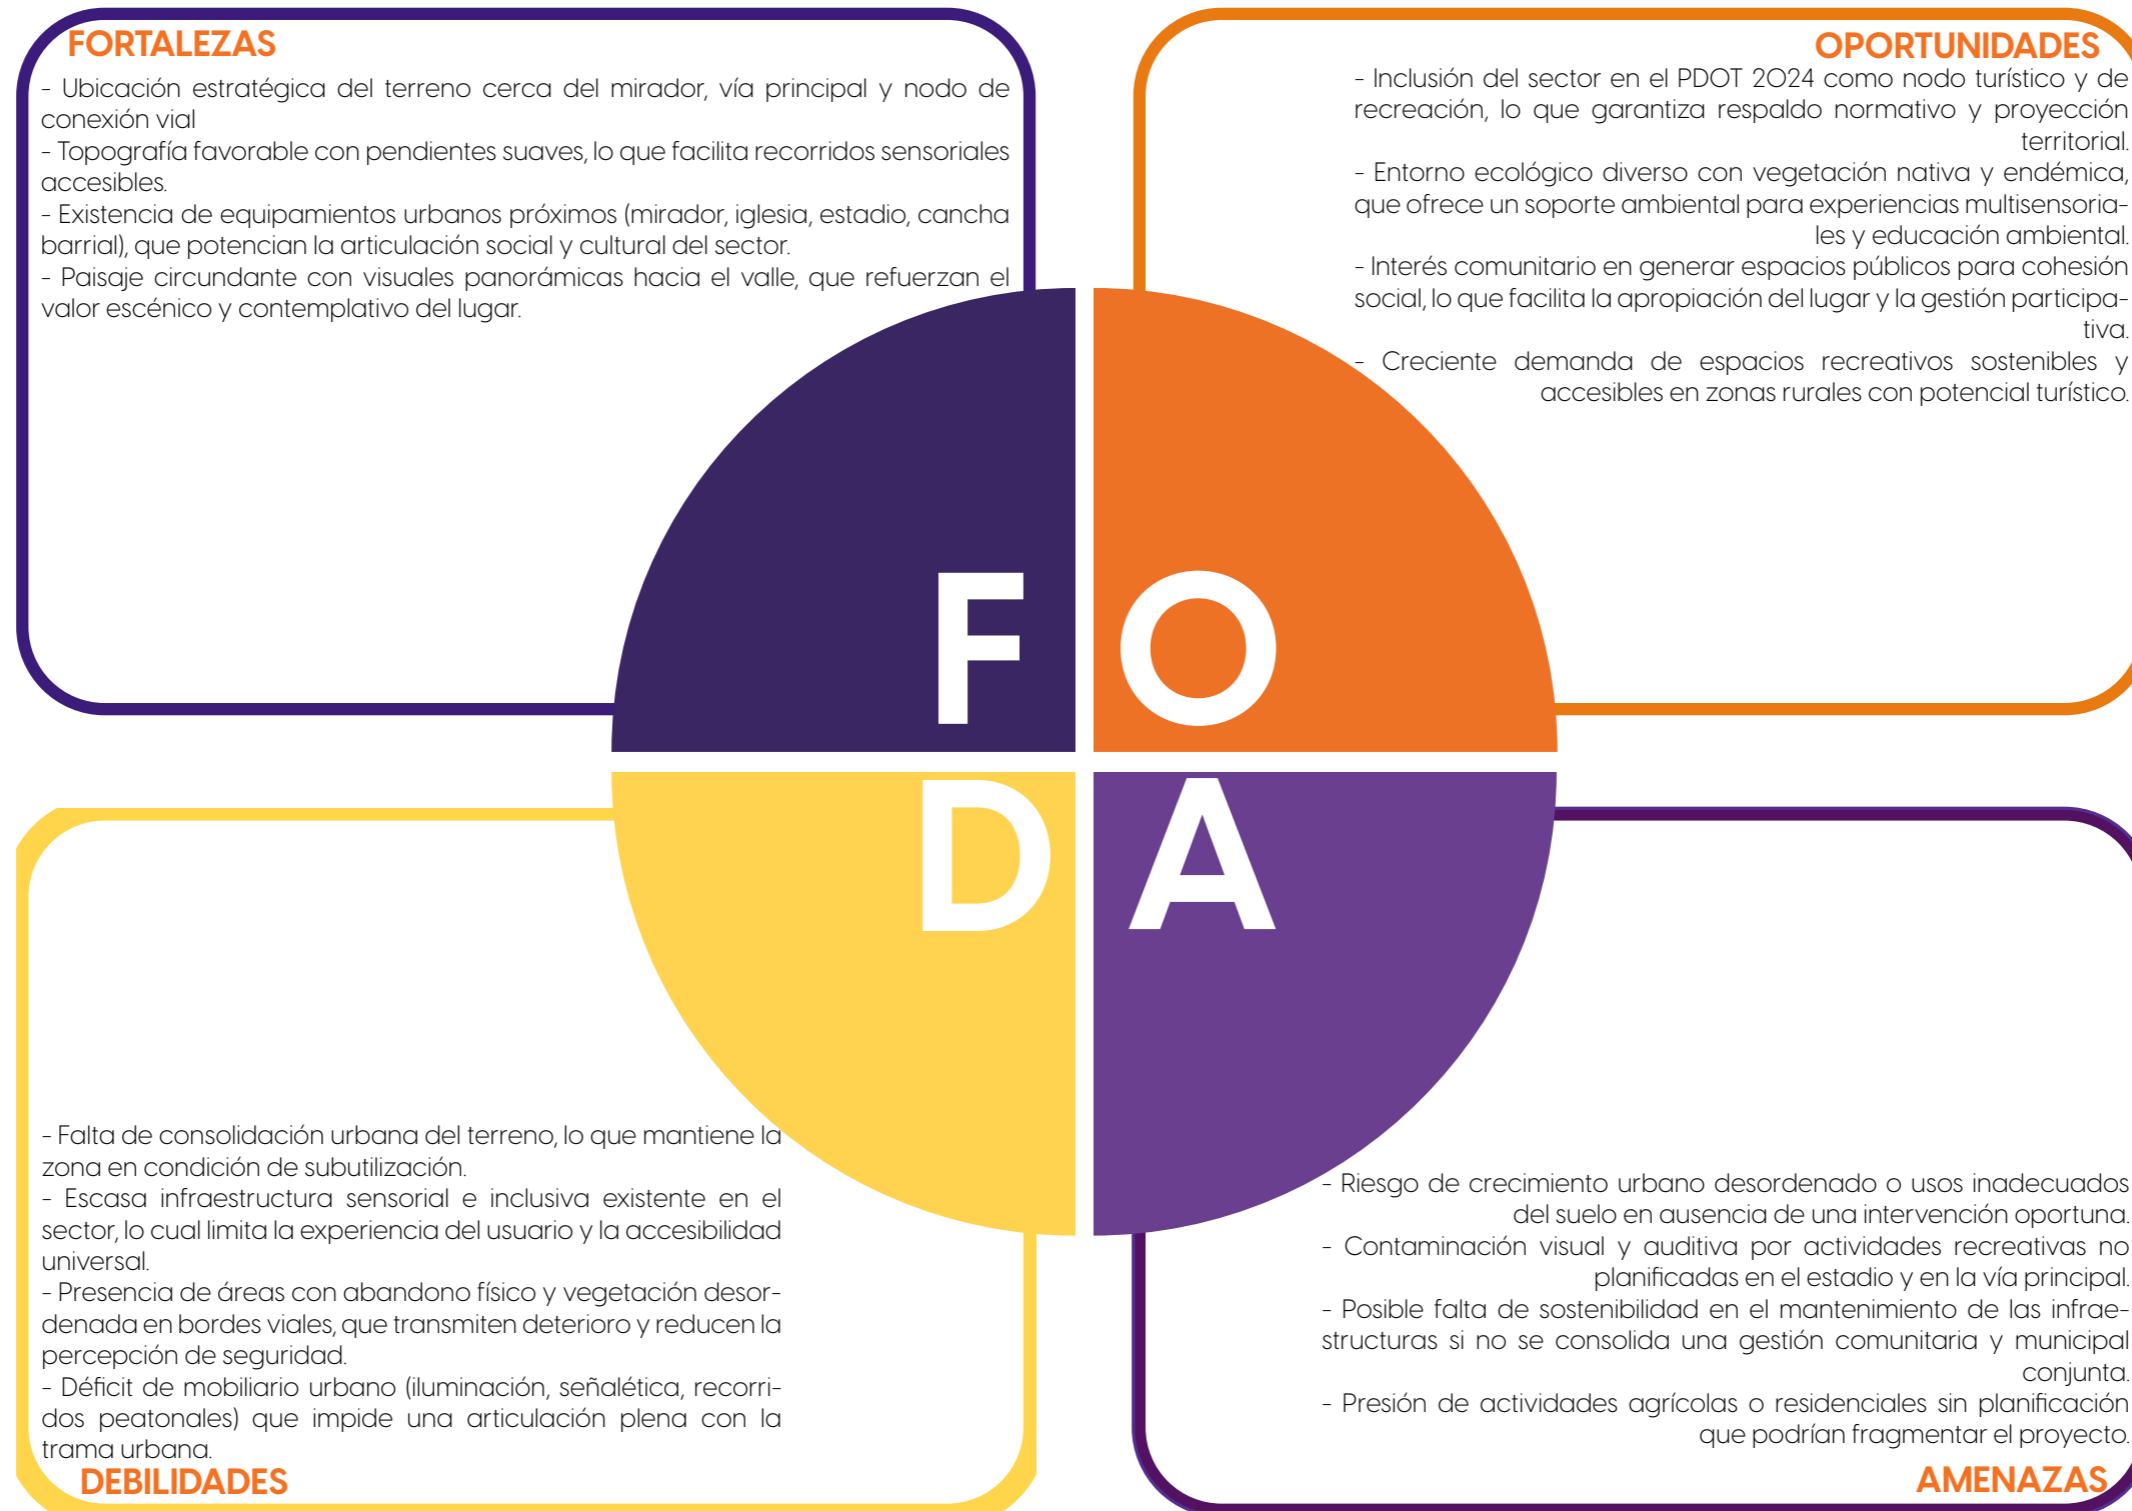 FORTALEZAS
- Ubicación estratégica del terreno cerca del mirador, vía principal y nodo de
conexión vial
- Topografía favorable con pendientes suaves, lo que facilita recorridos sensoriales
accesibles.
- Existencia de equipamientos urbanos próximos (mirador, iglesia, estadio, cancha
barrial), que potencian la articulación social y cultural del sector.
- Paisaje circundante con visuales panorámicas hacia el valle, que refuerzan el
valor escénico y contemplativo del lugar.
OPORTUNIDADES
- Inclusión del sector en el PDOT 2024 como nodo turístico y de
recreación, lo que garantiza respaldo normativo y proyección
territorial.
- Entorno ecológico diverso con vegetación nativa y endémica,
que ofrece un soporte ambiental para experiencias multisensoria-
les y educación ambiental.
- Interés comunitario en generar espacios públicos para cohesión
social, lo que facilita la apropiación del lugar y la gestión participa-
tiva.
- Creciente demanda de espacios recreativos sostenibles y
accesibles en zonas rurales con potencial turístico.
F O
D A
- Falta de consolidación urbana del terreno, lo que mantiene la
zona en condición de subutilización.
- Escasa infraestructura sensorial e inclusiva existente en el
sector, lo cual limita la experiencia del usuario y la accesibilidad
universal.
- Presencia de áreas con abandono físico y vegetación desor-
denada en bordes viales, que transmiten deterioro y reducen la
percepción de seguridad.
- Déficit de mobiliario urbano (iluminación, señalética, recorri-
dos peatonales) que impide una articulación plena con la
trama urbana.
DEBILIDADES
- Riesgo de crecimiento urbano desordenado o usos inadecuados
del suelo en ausencia de una intervención oportuna.
- Contaminación visual y auditiva por actividades recreativas no
planificadas en el estadio y en la vía principal.
- Posible falta de sostenibilidad en el mantenimiento de las infrae-
structuras si no se consolida una gestión comunitaria y municipal
conjunta.
- Presión de actividades agrícolas o residenciales sin planificación
que podrían fragmentar el proyecto.
AMENAZAS